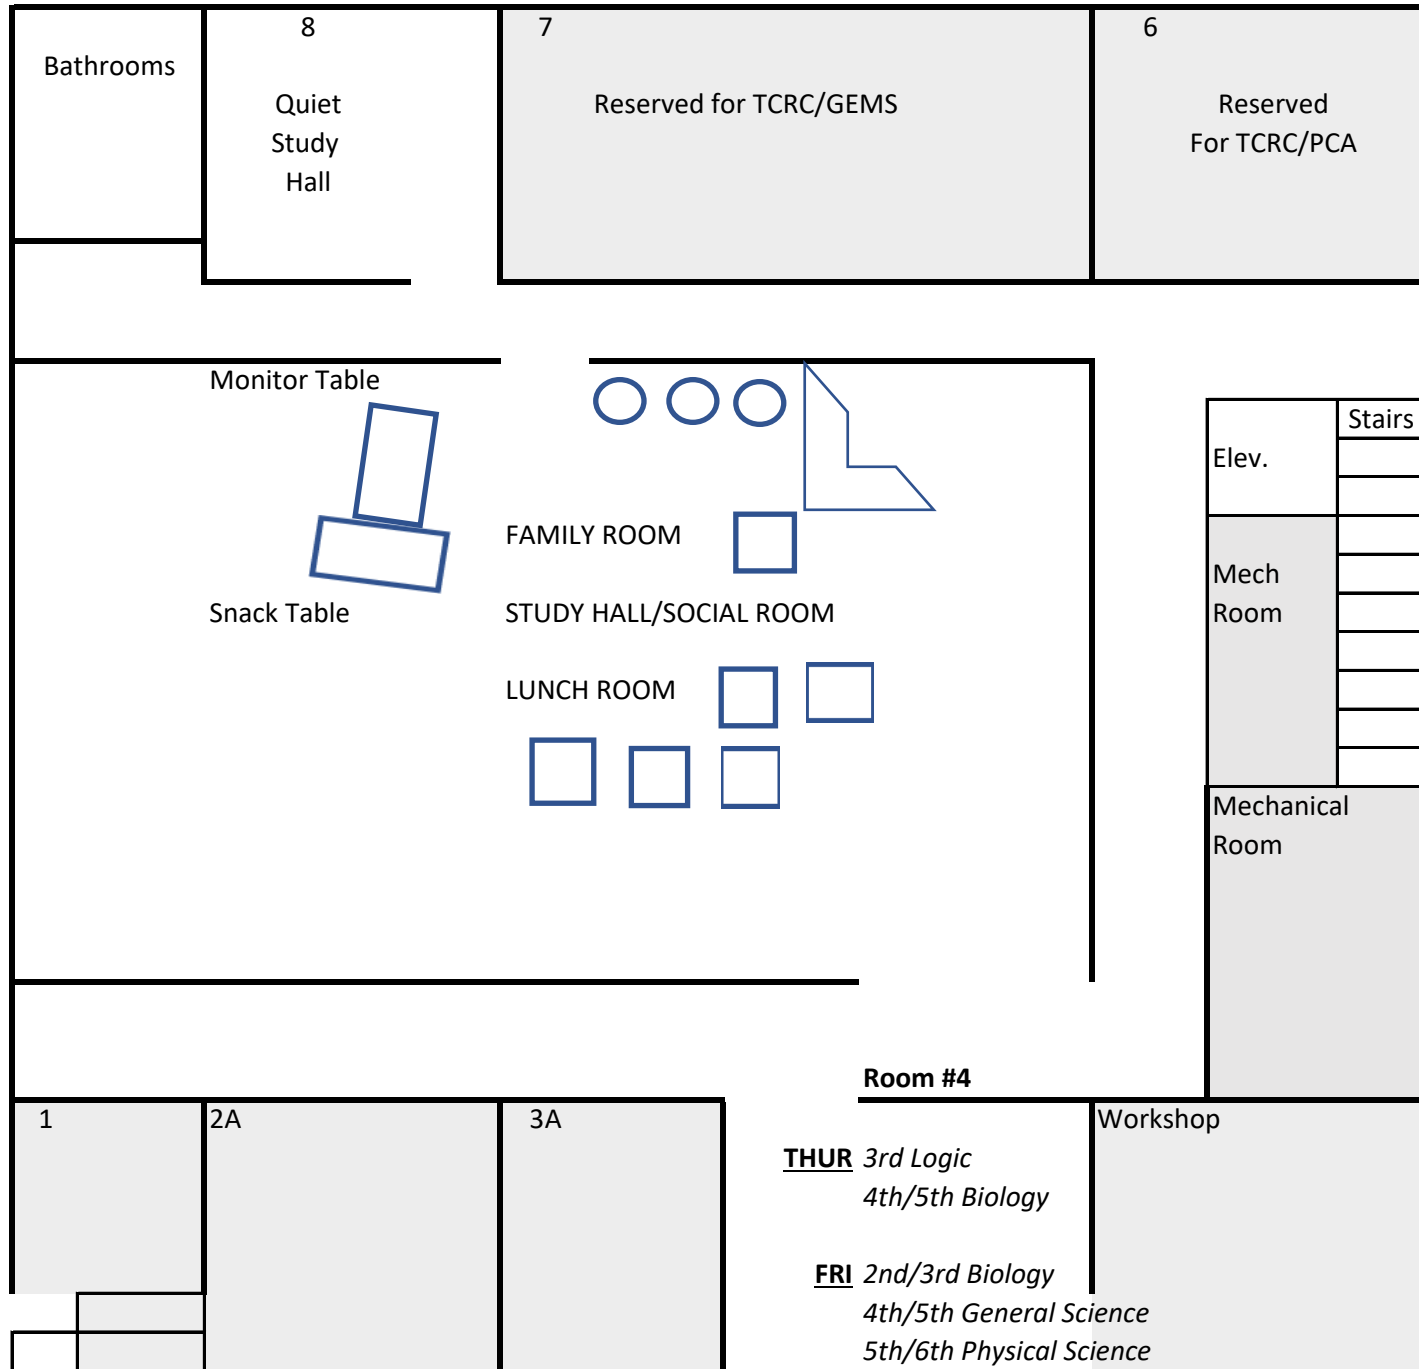 8
7
6
Bathrooms
Quiet
Study
Hall
Reserved for TCRC/GEMS
Reserved
For TCRC/PCA
Monitor Table
Stairs
Elev.
FAMILY ROOM
Mech
Room
Snack Table
STUDY HALL/SOCIAL ROOM
LUNCH ROOM
Mechanical
Room
Room #4
1
2A
3A
Workshop
THUR 3rd Logic
4th/5th Biology
FRI 2nd/3rd Biology
4th/5th General Science
5th/6th Physical Science